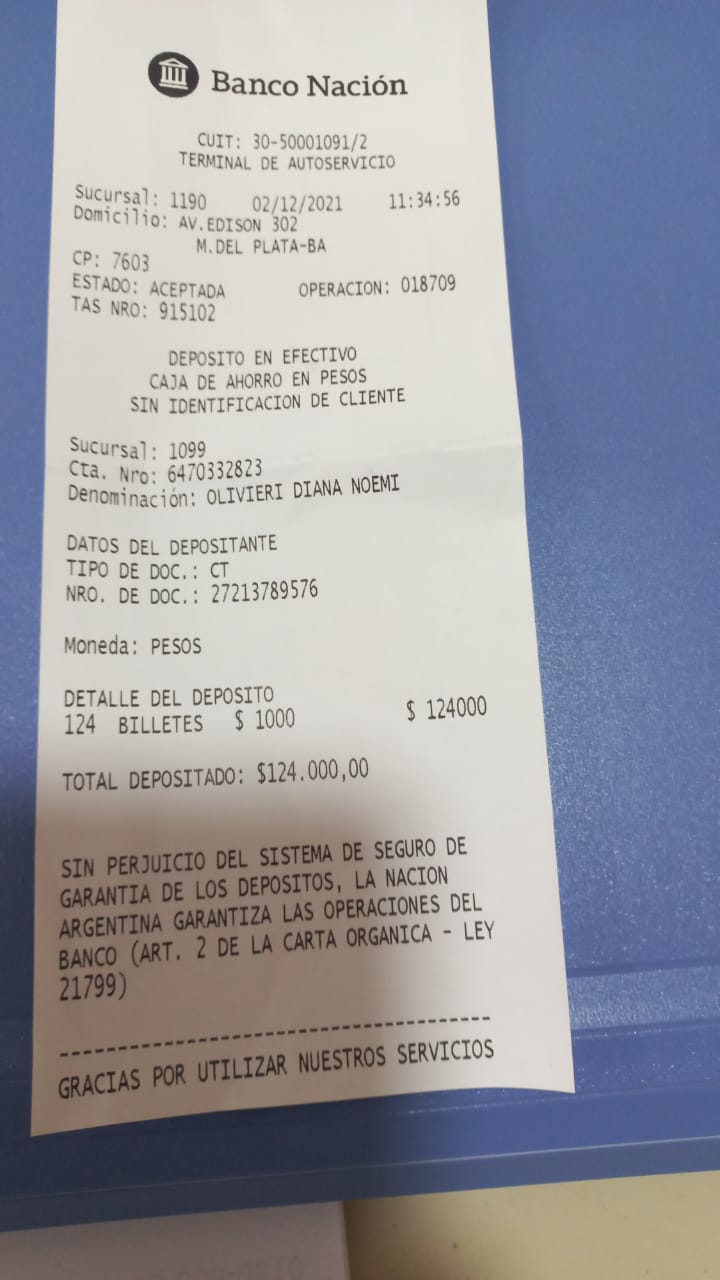 Banco Nación
CUIT: 30-50001091/2
TERMINAL DE AUTOSERVICIO
Sucursal: 1190 02/12/2021 11:34:56
Domicilio: AV.EDISON 302
M.DEL PLATA-BA
CP: 7603
ESTADO: ACEPTADA OPERACION: 018709
TAS NRO: 915102
DEPOSITO EN EFECTIVO
CAJA DE AHORRO EN PESOS
SIN IDENTIFICACION DE CLIENTE
Sucursal: 1099
Cta. Nro: 6470332823
Denominación: OLIVIERI DIANA NOEMI
DATOS DEL DEPOSITANTE
TIPO DE DOC.: CT
NRO. DE DOC.: 27213789576
Moneda: PESOS
DETALLE DEL DEPOSITO
124 BILLETES $ 1000 $ 124000
TOTAL DEPOSITADO: $124.000,00
SIN PERJUICIO DEL SISTEMA DE SEGURO DE
GARANTIA DE LOS DEPOSITOS, LA NACION
ARGENTINA GARANTIZA LAS OPERACIONES DEL
BANCO (ART. 2 DE LA CARTA ORGANICA - LEY
21799)
---------------------------------------
GRACIAS POR UTILIZAR NUESTROS SERVICIOS